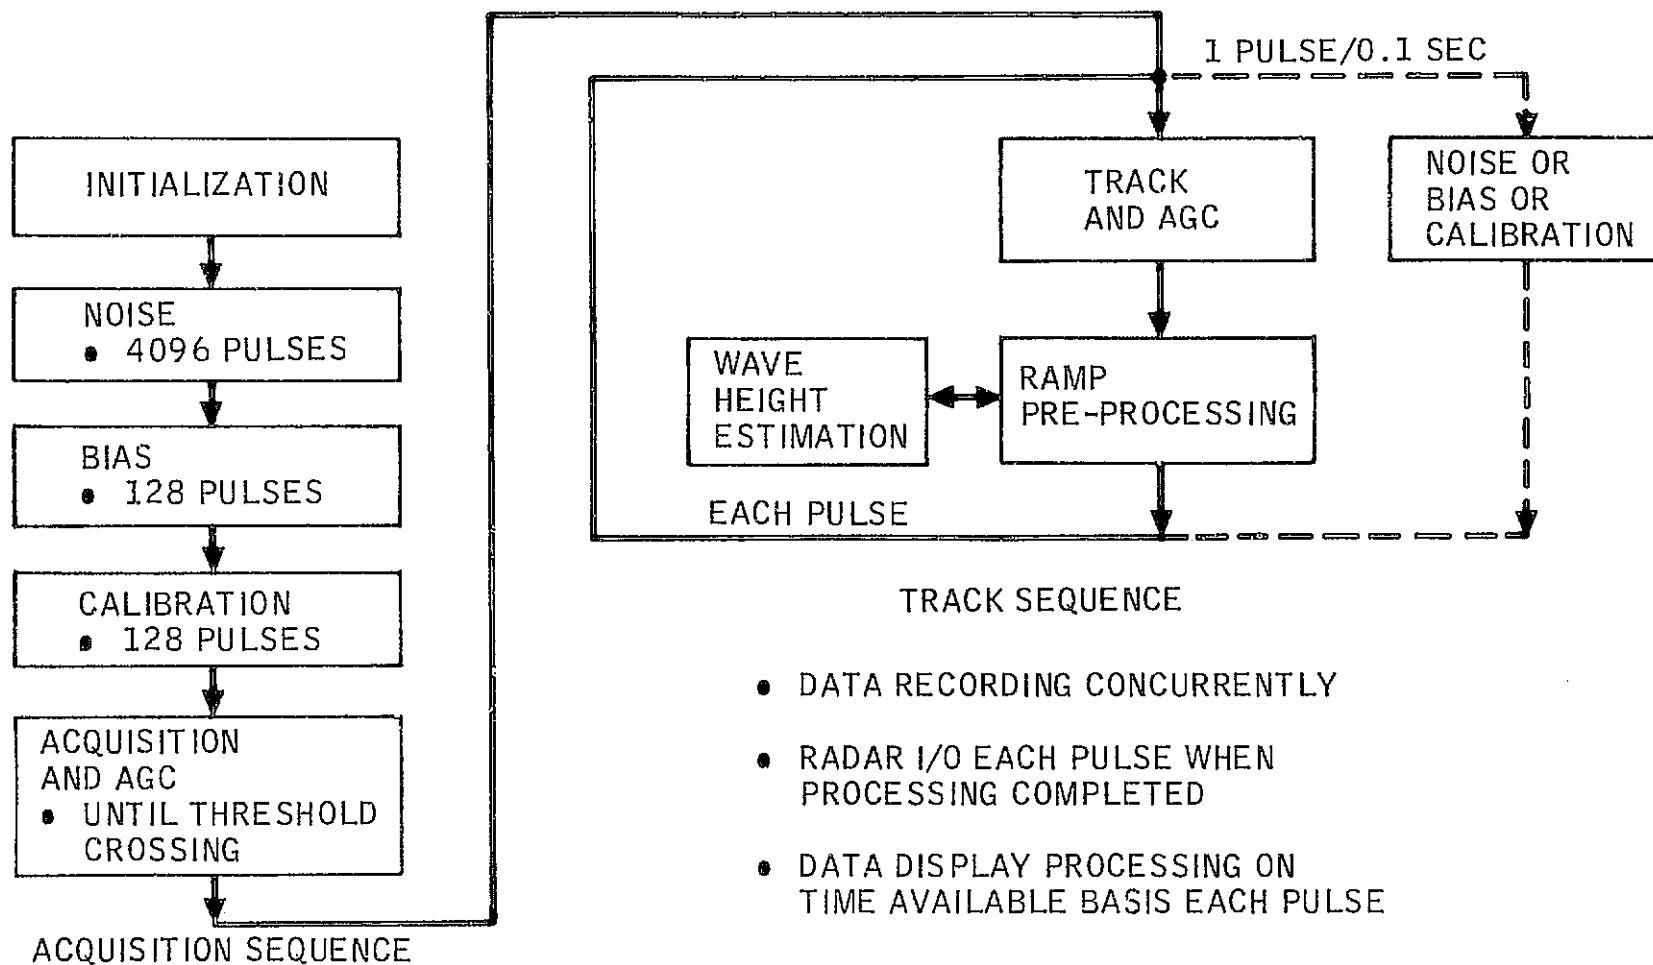 INITIALIZATION
NOISE
• 4096 PULSES
BIAS
• 128 PULSES
CALIBRATION
• 128 PULSES
ACQUISITION
AND AGC
• UNTIL THRESHOLD
CROSSING
ACQUISITION SEQUENCE
1 PULSE/0.1 SEC
TRACK
AND AGC
NOISE OR
BIAS OR
CALIBRATION
WAVE
HEIGHT
ESTIMATION
RAMP
PRE-PROCESSING
EACH PULSE
TRACK SEQUENCE
• DATA RECORDING CONCURRENTLY
• RADAR I/O EACH PULSE WHEN
PROCESSING COMPLETED
• DATA DISPLAY PROCESSING ON
TIME AVAILABLE BASIS EACH PULSE